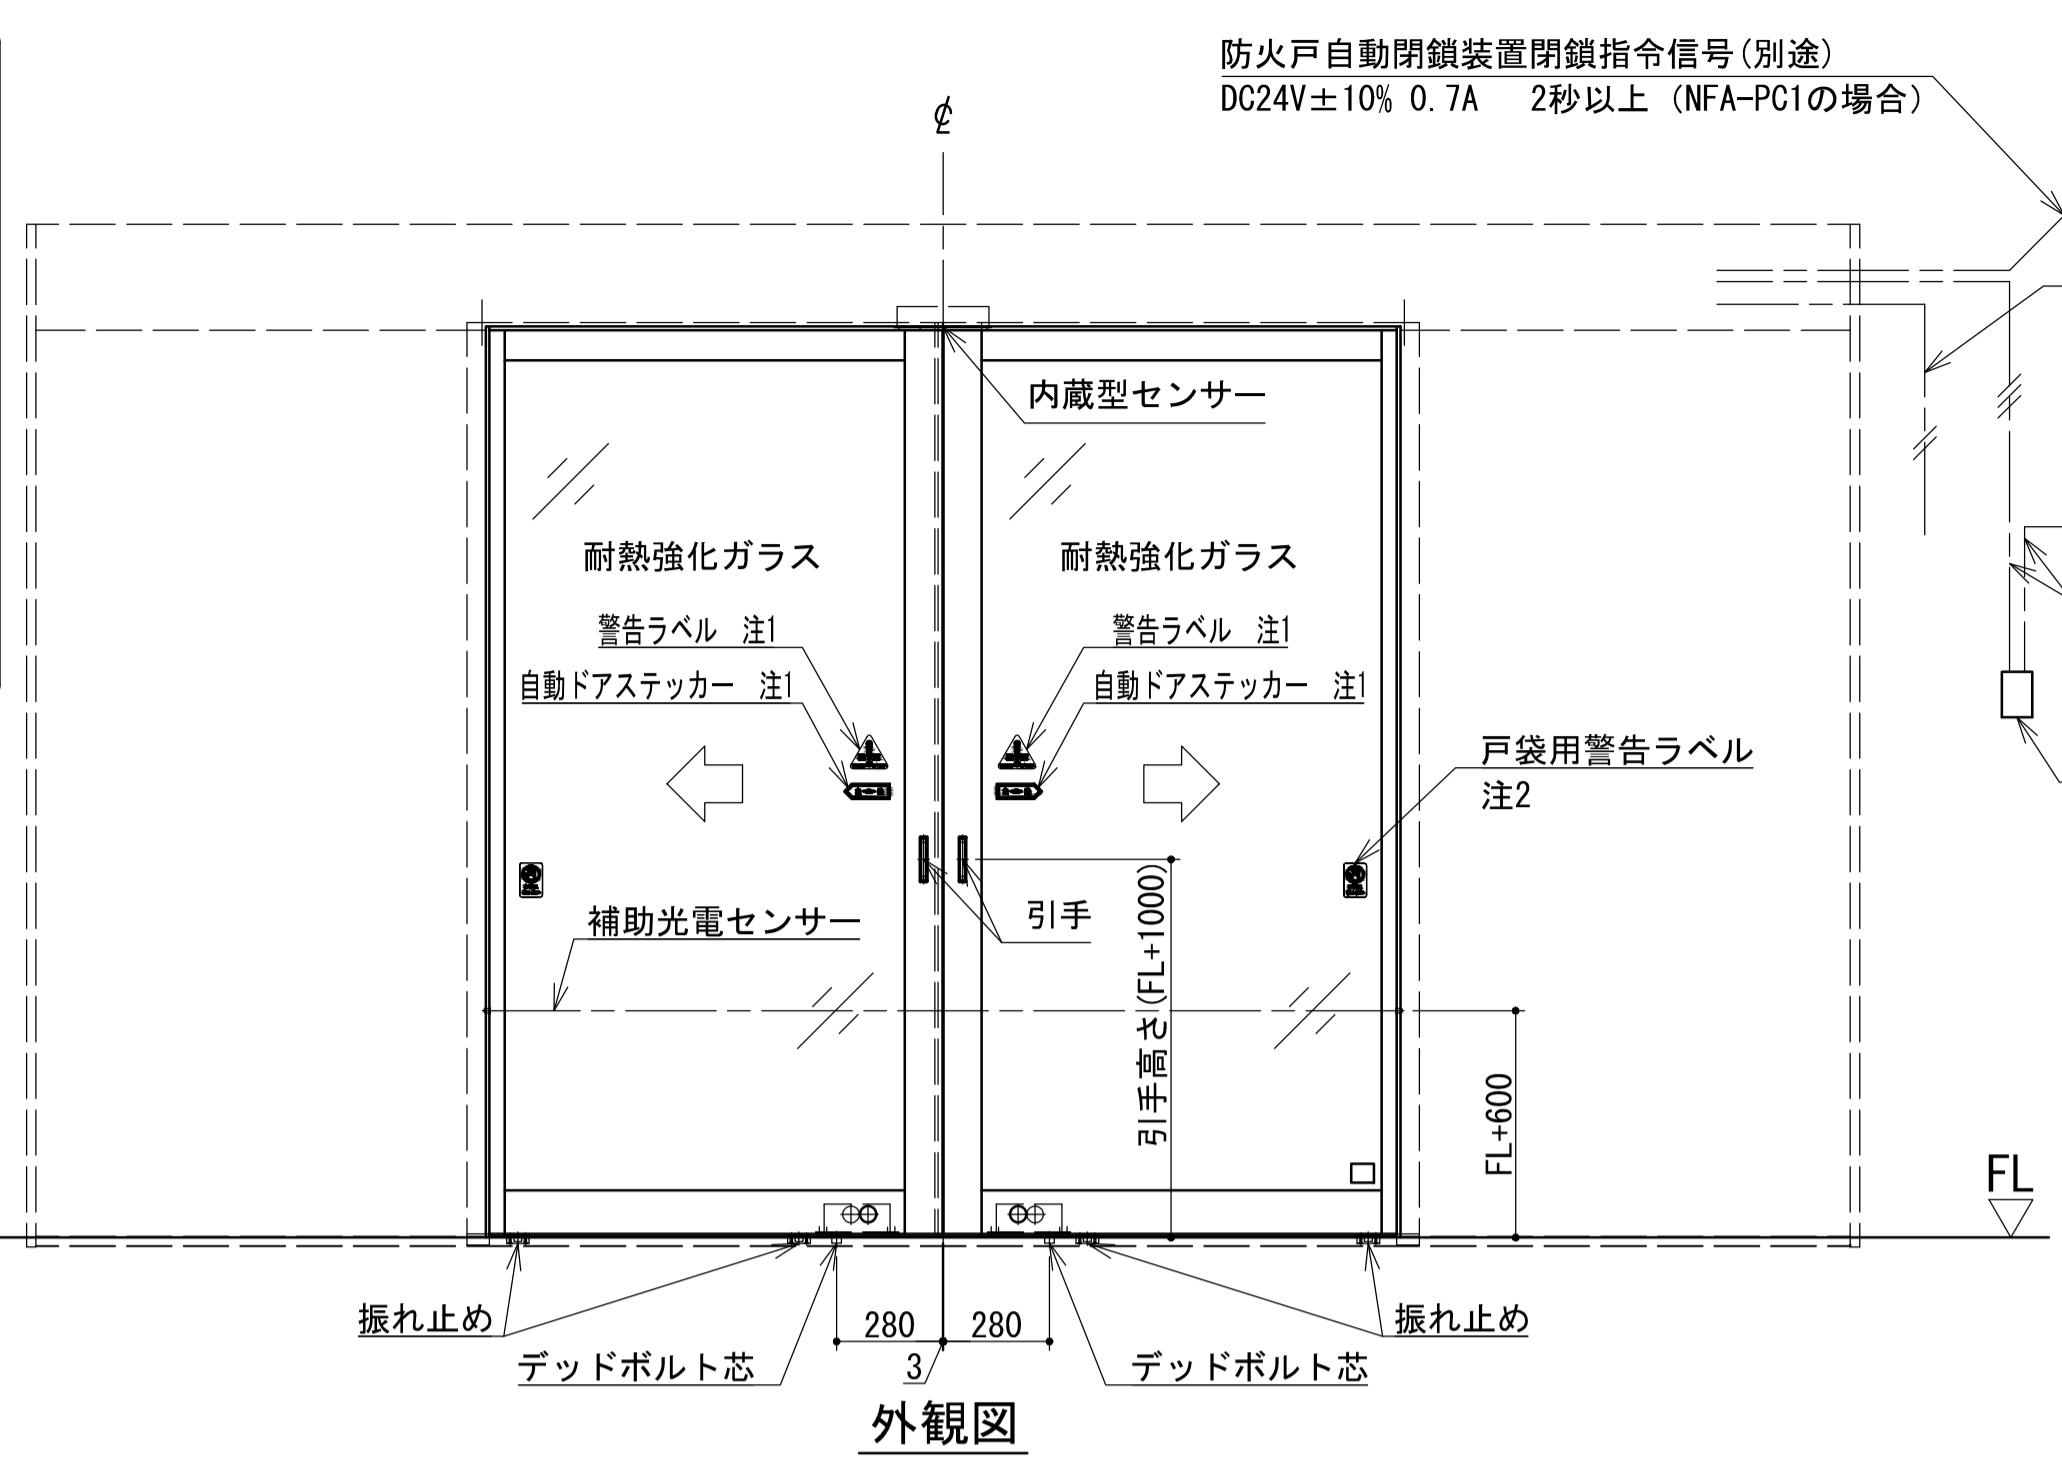 防火戸自動閉鎖装置閉鎖指令信号(別途)
DC24V±10% 0.7A 2秒以上 (NFA-PC1の場合)
℄
内蔵型センサー
耐熱強化ガラス
耐熱強化ガラス
警告ラベル 注1
警告ラベル 注1
自動ドアステッカー 注1
自動ドアステッカー 注1
戸袋用警告ラベル
注2
補助光電センサー
引手
引手高さ(FL+1000)
FL+600
FL
振れ止め
280
280
振れ止め
デッドボルト芯
3
デッドボルト芯
外観図